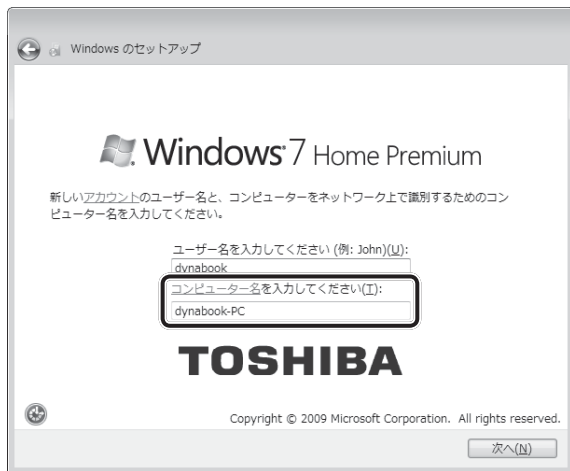 Windows のセットアップ
Windows 7 Home Premium
新しいアカウントのユーザー名と、コンピューターをネットワーク上で識別するためのコン
ピューター名を入力してください。
ユーザー名を入力してください (例: John)(U):
dynabook
コンピューター名を入力してください(T):
dynabook-PC
TOSHIBA
Copyright © 2009 Microsoft Corporation. All rights reserved.
次へ(N)